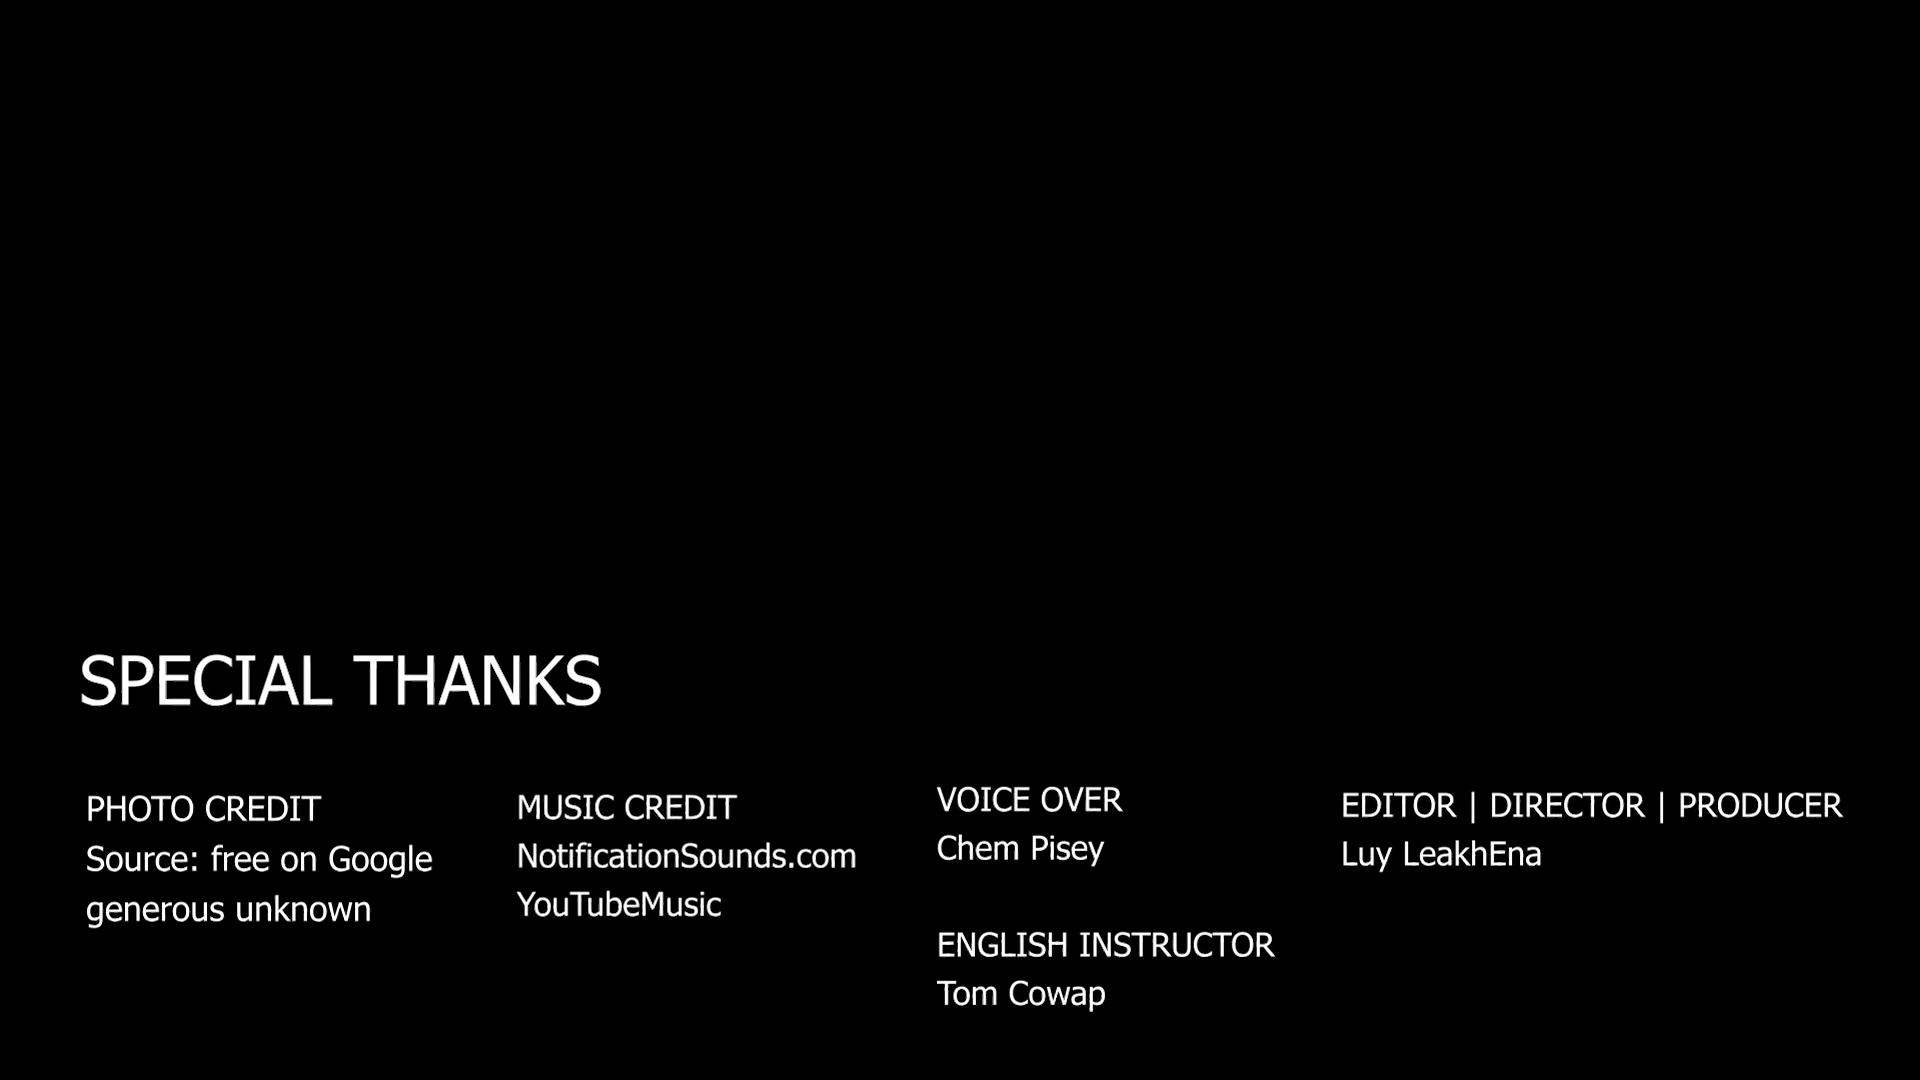 SPECIAL THANKS
PHOTO CREDIT
Source: free on Google
generous unknown
MUSIC CREDIT
NotificationSounds.com
YouTubeMusic
VOICE OVER
Chem Pisey
ENGLISH INSTRUCTOR
Tom Cowap
EDITOR | DIRECTOR | PRODUCER
Luy LeakhEna